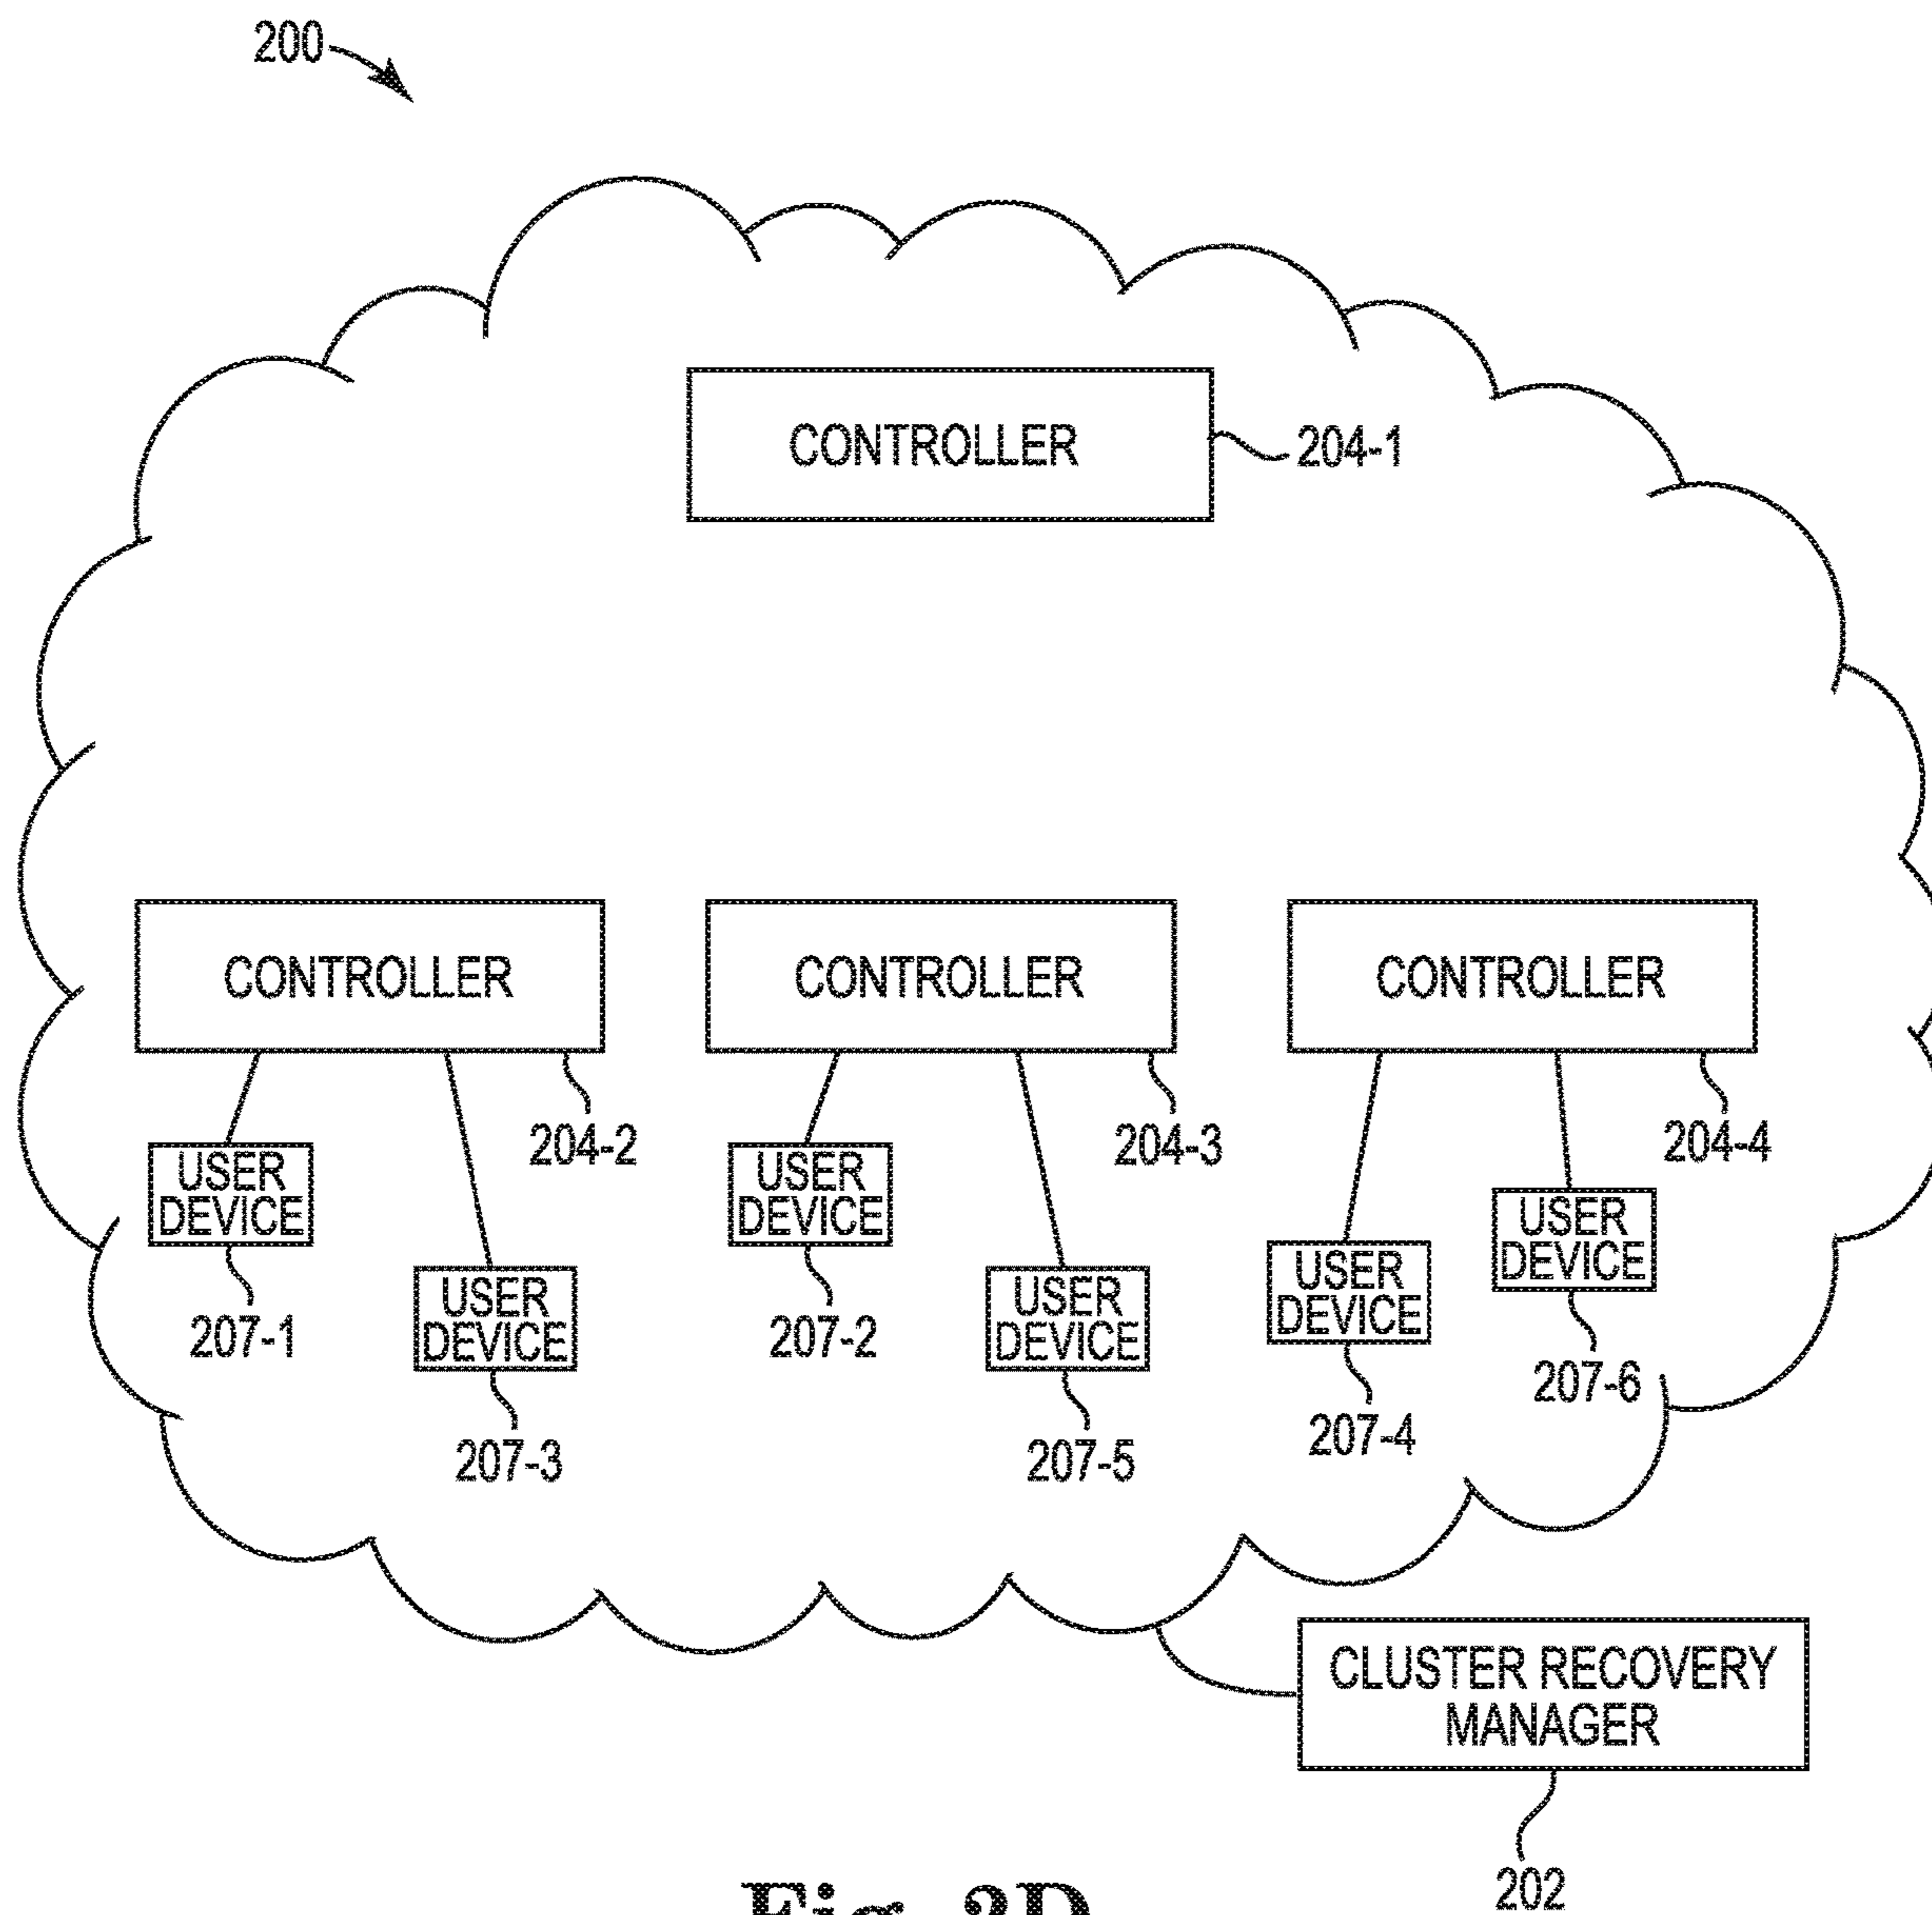 200
CONTROLLER
204-1
CONTROLLER
CONTROLLER
CONTROLLER
204-2
204-3
204-4
USER
DEVICE
207-1
USER
DEVICE
207-3
USER
DEVICE
207-2
USER
DEVICE
207-5
USER
DEVICE
207-4
USER
DEVICE
207-6
CLUSTER RECOVERY
MANAGER
202
Fig. 2D